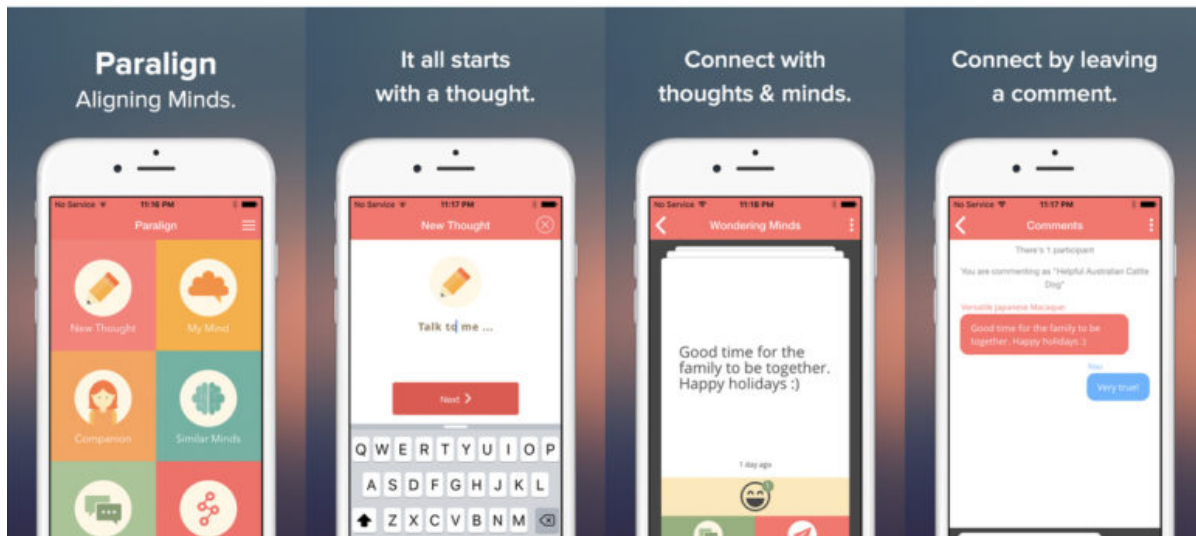 Paralign
Aligning Minds.
No Service 11:16 PM
Paralign
New Thought
My Mind
Companion
Similar Minds
It all starts
with a thought.
No Service 11:17 PM
New Thought
Talk to me ...
Next
Q W E R T Y U I O P
A S D F G H J K L
Z X C V B N M
Connect with
thoughts & minds.
No Service 11:18 PM
Wondering Minds
Good time for the
family to be together.
Happy holidays :)
1 day ago
1
Connect by leaving
a comment.
No Service 11:17 PM
Comments
There's 1 participant
You are commenting as "Helpful Australian Cattle
Dog"
Versatile Japanese Macaque:
Good time for the family to be
together. Happy holidays :)
You:
Very true!